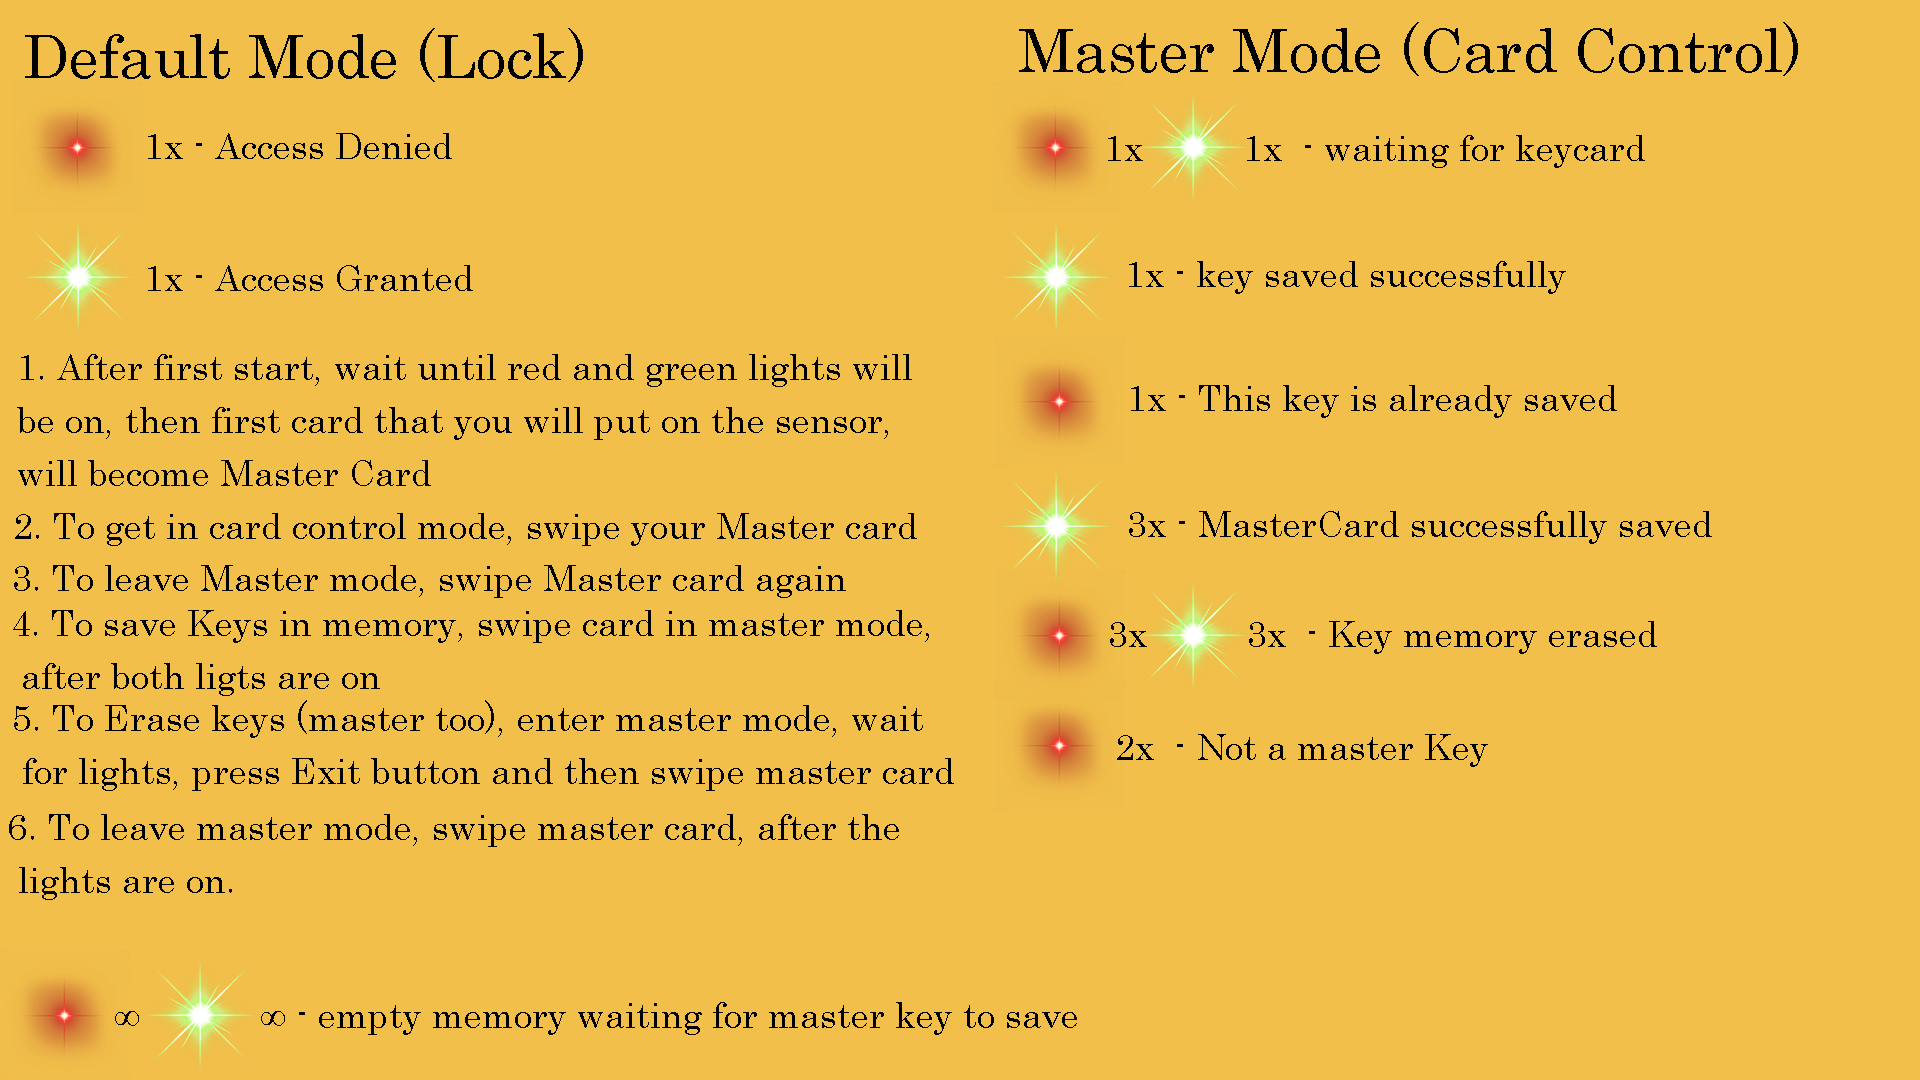 Default Mode (Lock)
1x - Access Denied
1x - Access Granted
1. After first start, wait until red and green lights will
be on, then first card that you will put on the sensor,
will become Master Card
2. To get in card control mode, swipe your Master card
3. To leave Master mode, swipe Master card again
4. To save Keys in memory, swipe card in master mode,
after both ligts are on
5. To Erase keys (master too), enter master mode, wait
for lights, press Exit button and then swipe master card
6. To leave master mode, swipe master card, after the
lights are on.
∞ ∞ - empty memory waiting for master key to save
Master Mode (Card Control)
1x 1x - waiting for keycard
1x - key saved successfully
1x - This key is already saved
3x - MasterCard successfully saved
3x 3x - Key memory erased
2x - Not a master Key